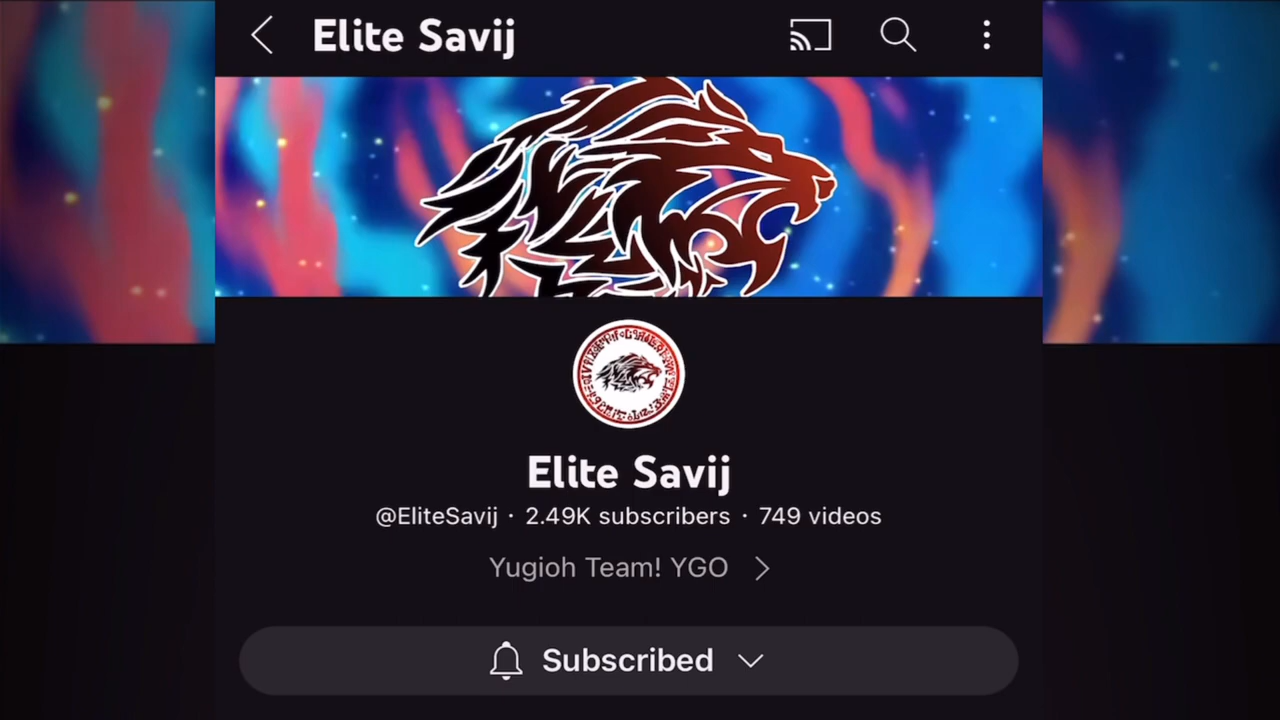 Elite Savij
Elite Savij
@EliteSavij · 2.49K subscribers · 749 videos
Yugioh Team! YGO
Subscribed